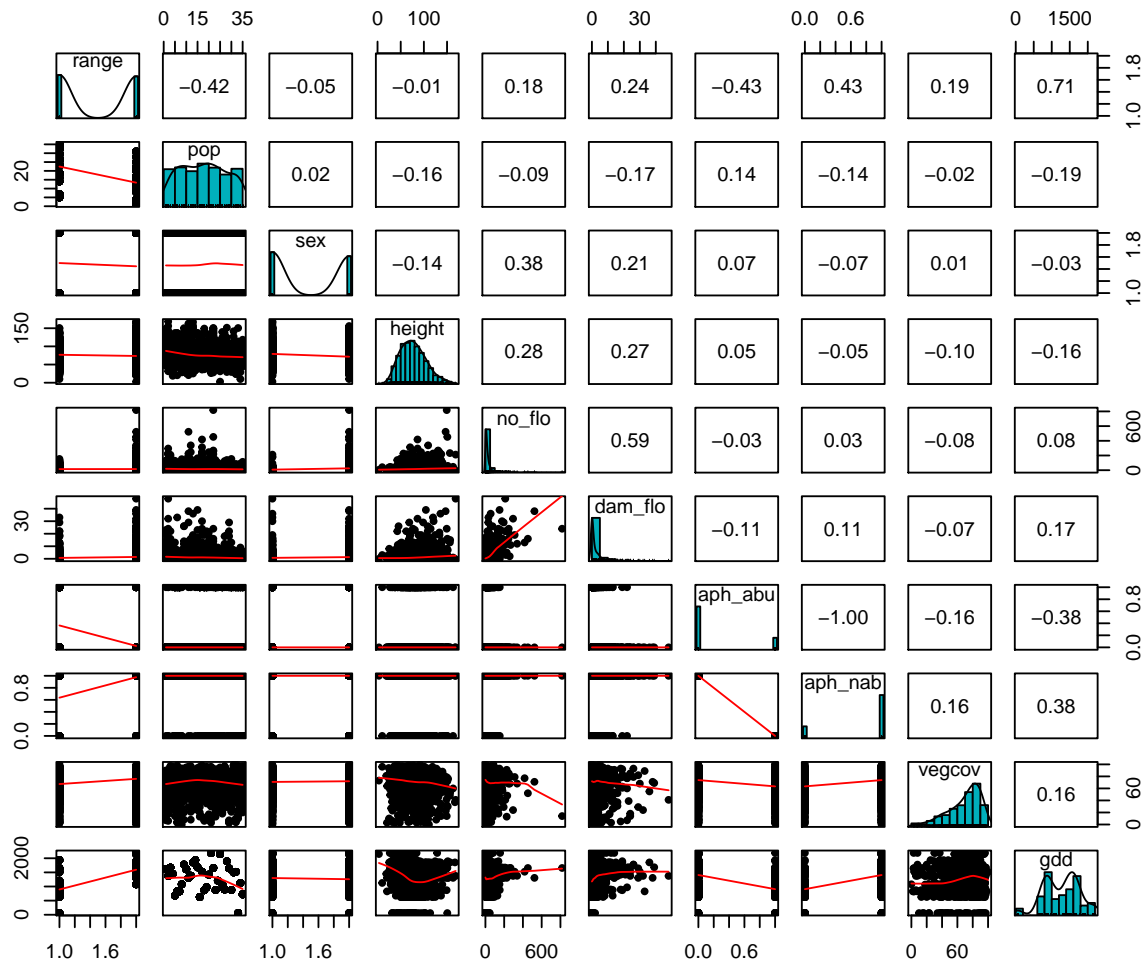 0 15 35 0 100 0 30 0.0 0.6 0 1500
range −0.42 −0.05 −0.01 0.18 0.24 −0.43 0.43 0.19 0.71 1.0 1.8
0 20 pop 0.02 −0.16 −0.09 −0.17 0.14 −0.14 −0.02 −0.19
sex −0.14 0.38 0.21 0.07 −0.07 0.01 −0.03 1.0 1.8
0 150 height 0.28 0.27 0.05 −0.05 −0.10 −0.16
no_flo 0.59 −0.03 0.03 −0.08 0.08 0 600
0 30 dam_flo −0.11 0.11 −0.07 0.17
aph_abu −1.00 −0.16 −0.38 0.0 0.8
0.0 0.8 aph_nab 0.16 0.38
vegcov 0.16 0 60
0 2000 gdd
1.0 1.6 1.0 1.6 0 600 0.0 0.6 0 60